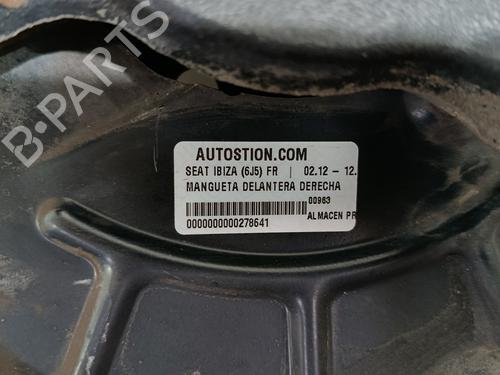 B-PARTS
AUTOSTION.COM
SEAT IBIZA (6J5) FR | 02.12 - 12.
MANGUETA DELANTERA DERECHA
00963
ALMACEN PR
0000000000278641